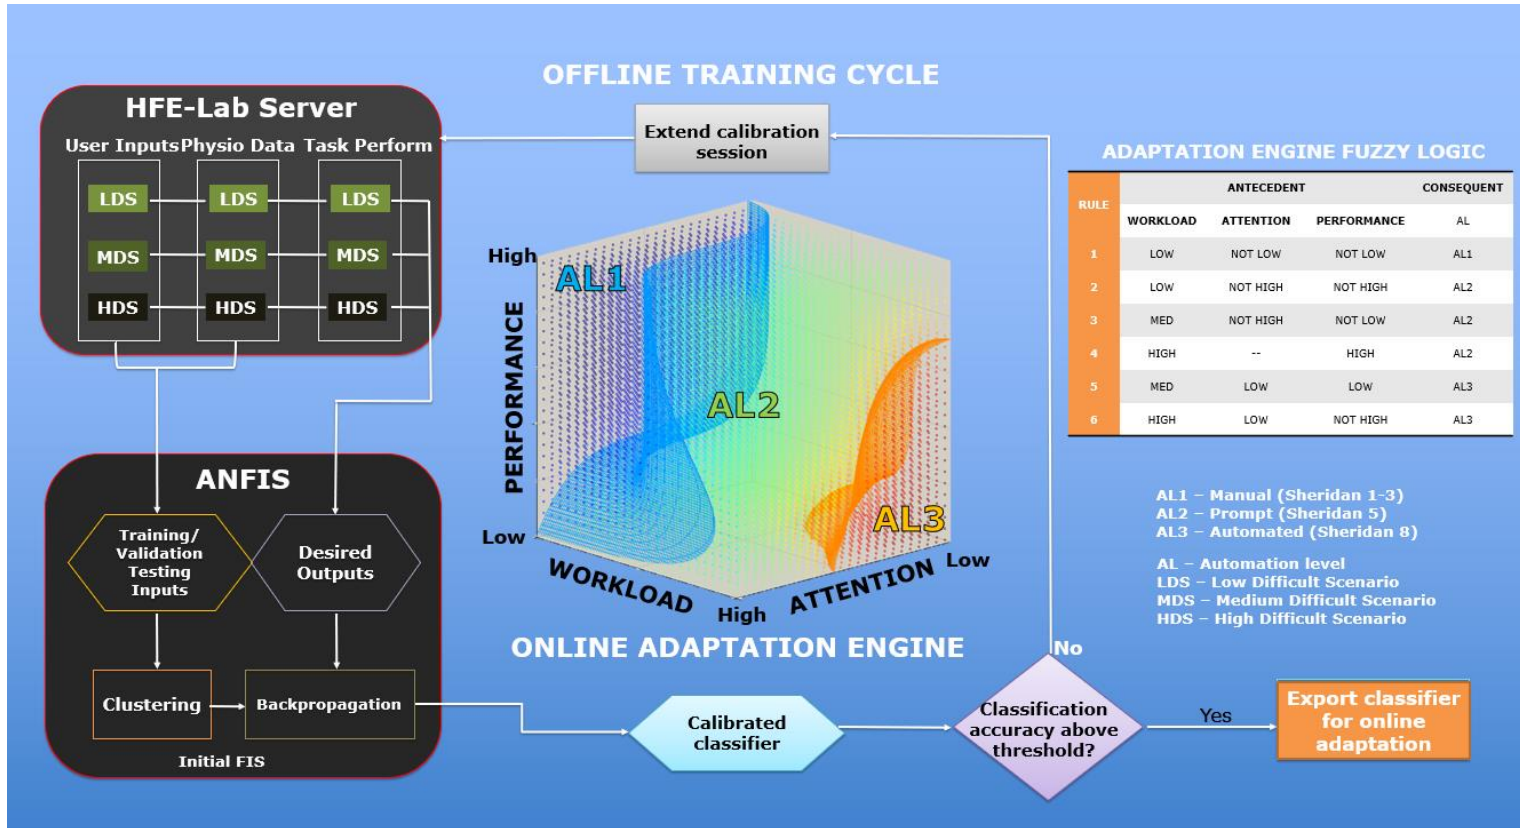 OFFLINE TRAINING CYCLE
HFE-Lab Server
User Inputs Physio Data Task Perform
LDS LDS LDS
MDS MDS MDS
HDS HDS HDS
Extend calibration
session
ANFIS
Training/
Validation
Testing
Inputs
Desired
Outputs
Clustering
Backpropagation
Initial FIS
High
PERFORMANCE
Low
WORKLOAD
High
ATTENTION
Low
AL1
AL2
AL3
ONLINE ADAPTATION ENGINE
Calibrated
classifier
Classification
accuracy above
threshold?
No
Yes
Export classifier
for online
adaptation
ADAPTATION ENGINE FUZZY LOGIC
RULE ANTECEDENT CONSEQUENT
WORKLOAD ATTENTION PERFORMANCE AL
1 LOW NOT LOW NOT LOW AL1
2 LOW NOT HIGH NOT HIGH AL2
3 MED NOT HIGH NOT LOW AL2
4 HIGH -- HIGH AL2
5 MED LOW LOW AL3
6 HIGH LOW NOT HIGH AL3
AL1 – Manual (Sheridan 1-3)
AL2 – Prompt (Sheridan 5)
AL3 – Automated (Sheridan 8)
AL – Automation level
LDS – Low Difficult Scenario
MDS – Medium Difficult Scenario
HDS – High Difficult Scenario